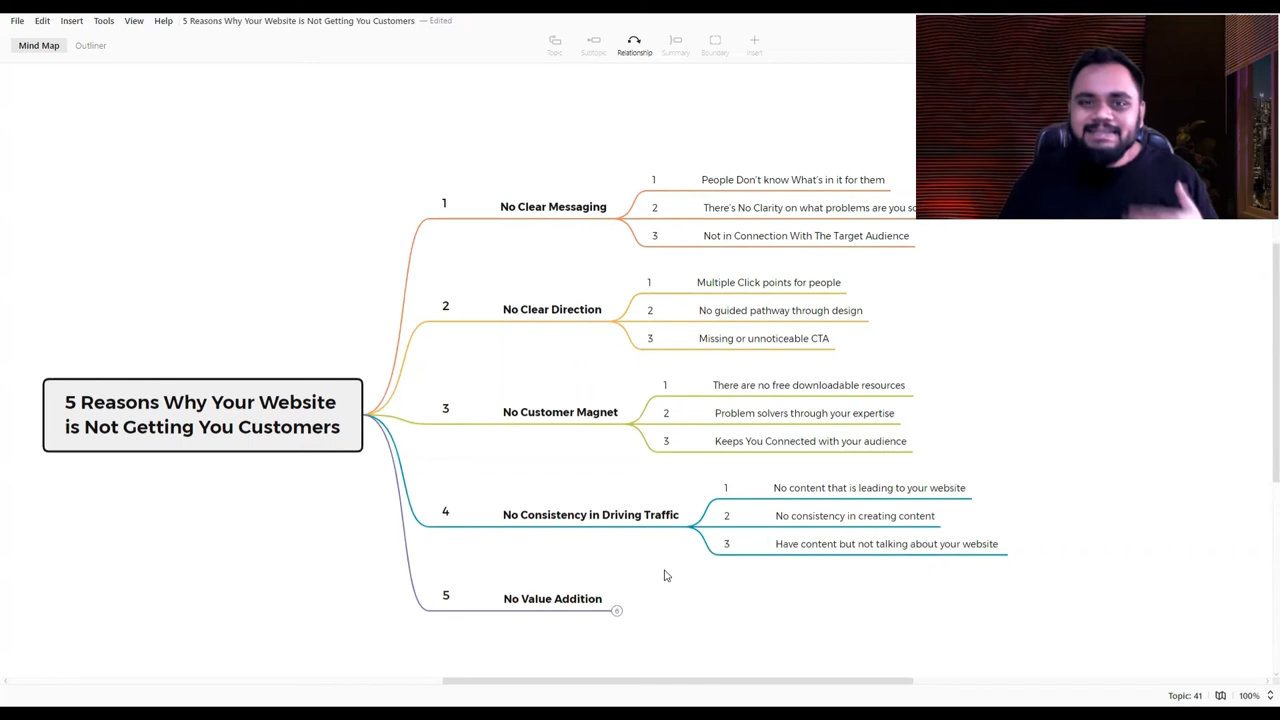 File Edit Insert Tools View Help 5 Reasons Why Your Website is Not Getting You Customers — Edited
Mind Map Outliner
Topic Subtopic Relationship Summary Boundary Insert
5 Reasons Why Your Website
is Not Getting You Customers
1 No Clear Messaging
1 People Don't know What's in it for them
2 There's No Clarity on what problems are you
3 Not in Connection With The Target Audience
2 No Clear Direction
1 Multiple Click points for people
2 No guided pathway through design
3 Missing or unnoticeable CTA
3 No Customer Magnet
1 There are no free downloadable resources
2 Problem solvers through your expertise
3 Keeps You Connected with your audience
4 No Consistency in Driving Traffic
1 No content that is leading to your website
2 No consistency in creating content
3 Have content but not talking about your website
5 No Value Addition
Topic: 41 100%